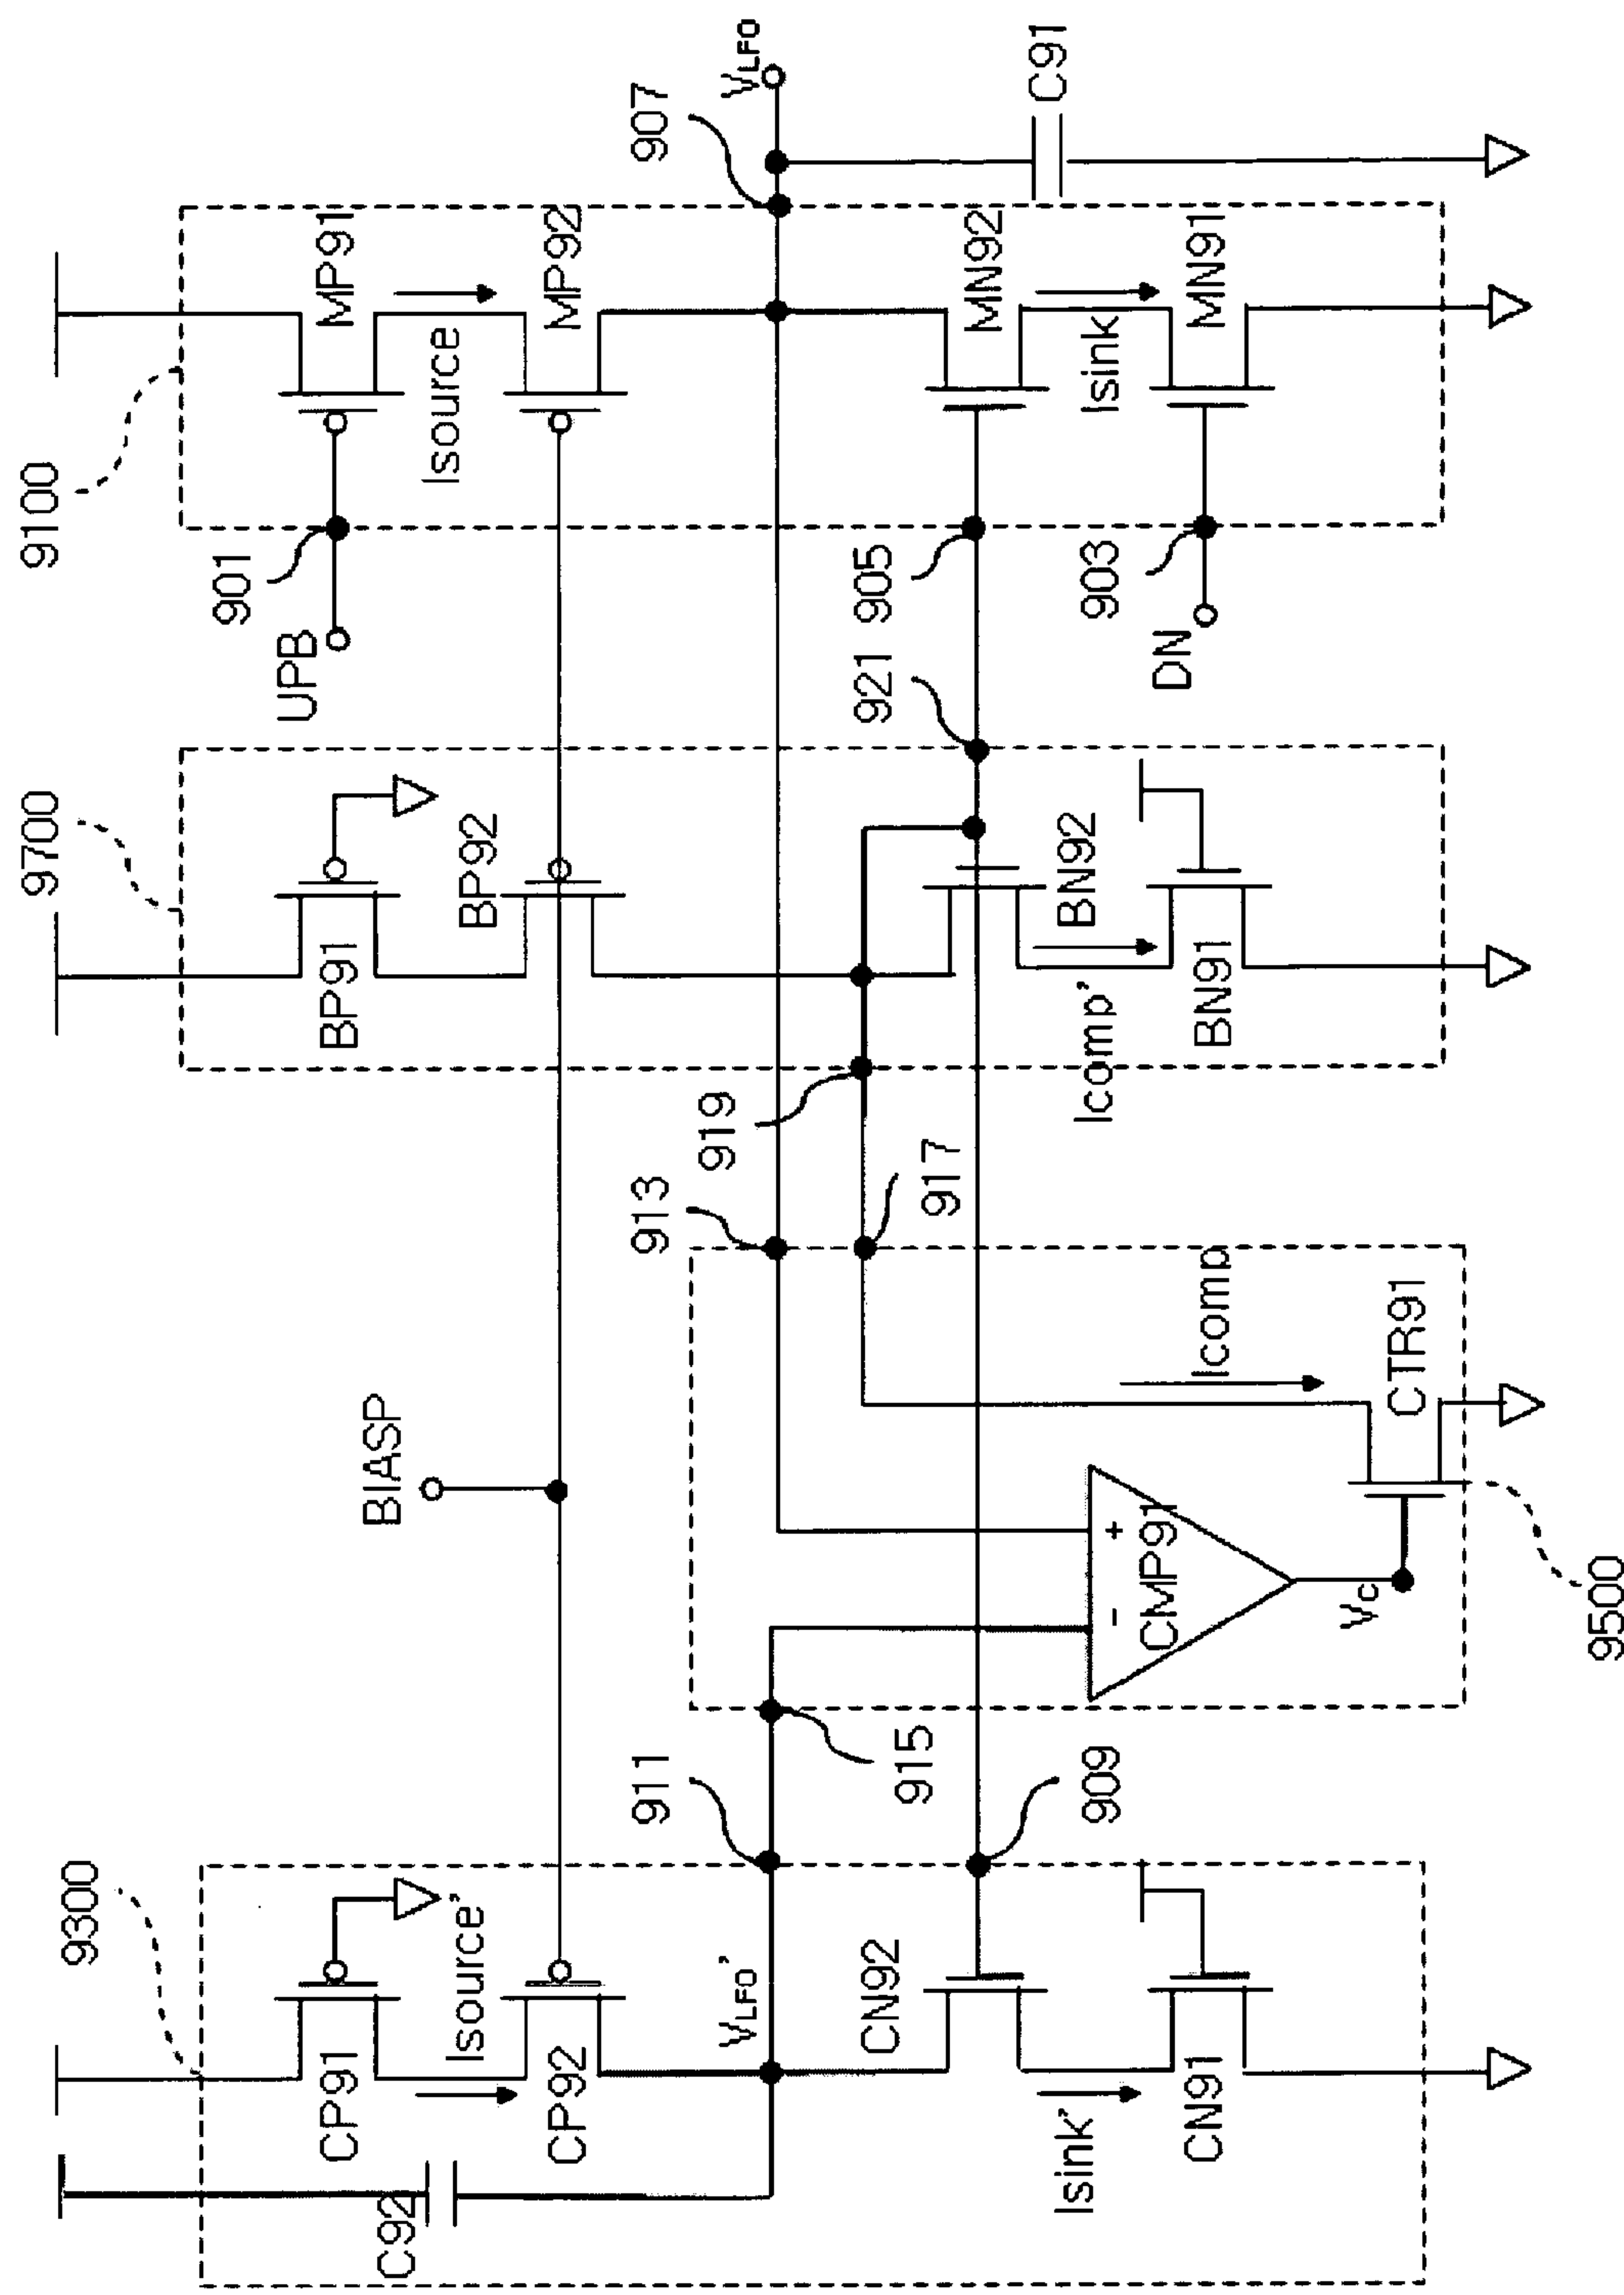 9300
9700
9100
C92
CP91
Isource'
CP92
VLFO'
CN92
Isink'
CN91
911
909
915
BIASP
913
917
919
CMP91
- +
Vc
Icomp
CTR91
9500
BP91
BP92
BN92
Icomp'
BN91
921
905
UPB
901
MP91
Isource
MP92
907
VLFO
MN92
Isink
MN91
903
DN
C91